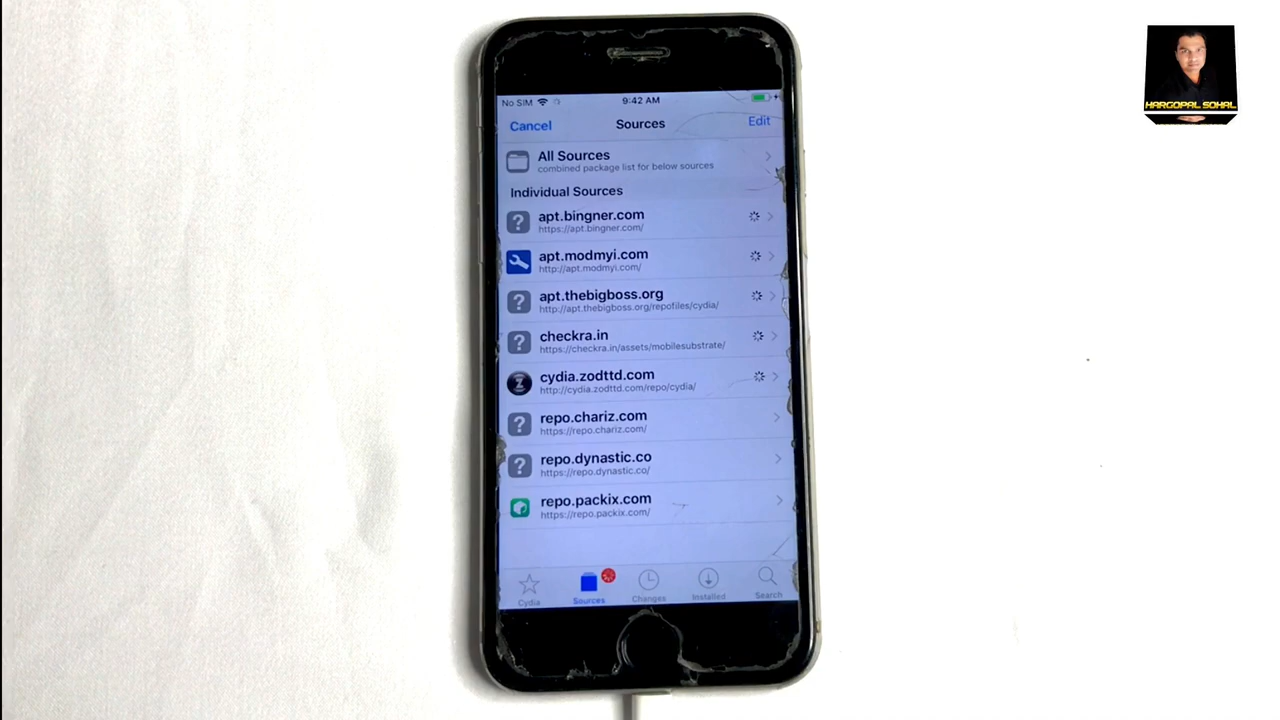 HARGOPAL SOHAL
No SIM
9:42 AM
Cancel
Sources
Edit
All Sources
combined package list for below sources
Individual Sources
apt.bingner.com
https://apt.bingner.com/
apt.modmyi.com
http://apt.modmyi.com/
apt.thebigboss.org
http://apt.thebigboss.org/repofiles/cydia/
checkra.in
https://checkra.in/assets/mobilesubstrate/
cydia.zodttd.com
http://cydia.zodttd.com/repo/cydia/
repo.chariz.com
https://repo.chariz.com/
repo.dynastic.co
https://repo.dynastic.co/
repo.packix.com
https://repo.packix.com/
Cydia
Sources
Changes
Installed
Search